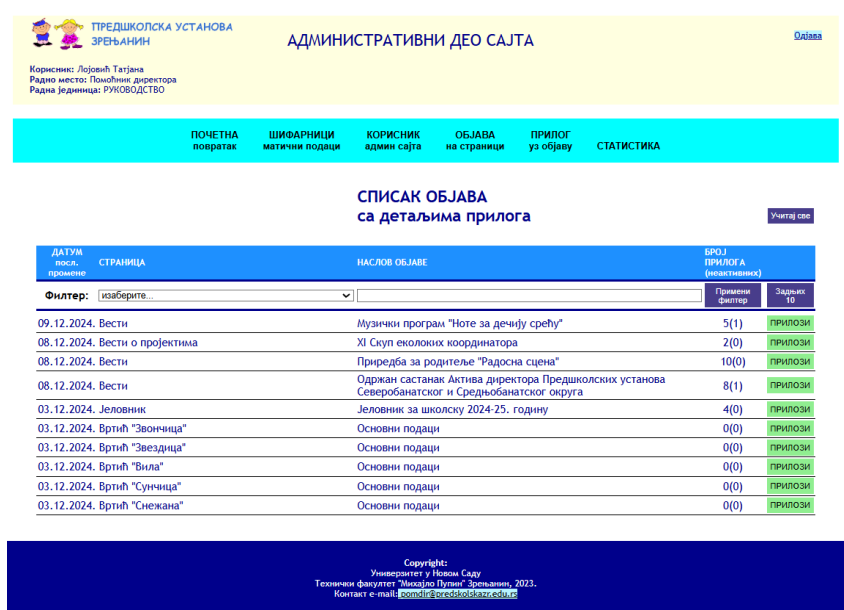 ПРЕДШКОЛСКА УСТАНОВА
ЗРЕЊАНИН
АДМИНИСТРАТИВНИ ДЕО САЈТА
Одјава
Корисник: Лојовић Татјана
Радно место: Помоћник директора
Радна јединица: РУКОВОДСТВО
ПОЧЕТНА ШИФАРНИЦИ КОРИСНИК ОБЈАВА ПРИЛОГ
повратак матични подаци админ сајта на страници уз објаву СТАТИСТИКА
СПИСАК ОБЈАВА
са детаљима прилога
Учитај све
ДАТУМ
посл.
промене
СТРАНИЦА
НАСЛОВ ОБЈАВЕ
БРОЈ
ПРИЛОГА
(неактивних)
Филтер: изаберите...
Примени
филтер
Задњих
10
09.12.2024. Вести Музички програм "Ноте за дечију срећу" 5(1) ПРИЛОЗИ
08.12.2024. Вести о пројектима XI Скуп еколоких координатора 2(0) ПРИЛОЗИ
08.12.2024. Вести Приредба за родитеље "Радосна сцена" 10(0) ПРИЛОЗИ
08.12.2024. Вести Одржан састанак Актива директора Предшколских установа
Северобанатског и Средњобанатског округа 8(1) ПРИЛОЗИ
03.12.2024. Јеловник Јеловник за школску 2024-25. годину 4(0) ПРИЛОЗИ
03.12.2024. Вртић "Звончица" Основни подаци 0(0) ПРИЛОЗИ
03.12.2024. Вртић "Звездица" Основни подаци 0(0) ПРИЛОЗИ
03.12.2024. Вртић "Вила" Основни подаци 0(0) ПРИЛОЗИ
03.12.2024. Вртић "Сунчица" Основни подаци 0(0) ПРИЛОЗИ
03.12.2024. Вртић "Снежана" Основни подаци 0(0) ПРИЛОЗИ
Copyright:
Универзитет у Новом Саду
Технички факултет "Михајло Пупин" Зрењанин, 2023.
Контакт e-mail: pomdir@predskolskazr.edu.rs